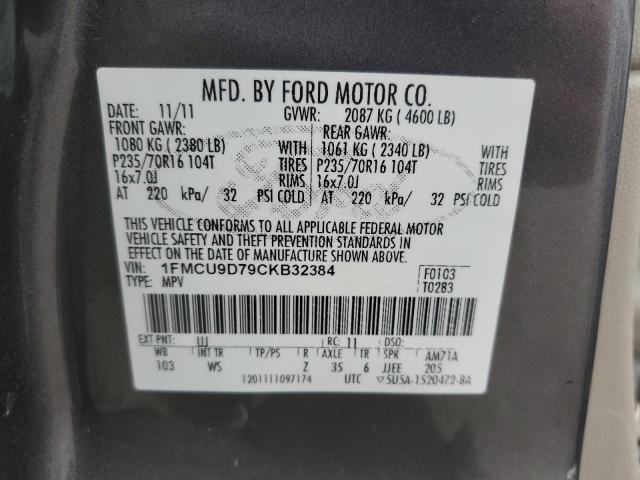 MFD. BY FORD MOTOR CO.
DATE: 11/11 GVWR: 2087 KG ( 4600 LB)
FRONT GAWR: REAR GAWR:
1080 KG ( 2380 LB) WITH 1061 KG ( 2340 LB) WITH
P235/70R16 104T TIRES P235/70R16 104T TIRES
16x7.0J RIMS 16x7.0J RIMS
AT 220 kPa/ 32 PSI COLD AT 220 kPa/ 32 PSI COLD
THIS VEHICLE CONFORMS TO ALL APPLICABLE FEDERAL MOTOR
VEHICLE SAFETY AND THEFT PREVENTION STANDARDS IN EFFECT
ON THE DATE OF MANUFACTURE SHOWN ABOVE.
VIN: 1FMCU9D79CKB32384 F0103
TYPE: MPV T0283
EXT PNT: UJ RC: 11 DSO:
WB INT TR TP/PS R AXLE TR SPR AM71A
103 WS Z 35 6 JJEE 205
1201111097174 UTC 5U5A-1520472-BA